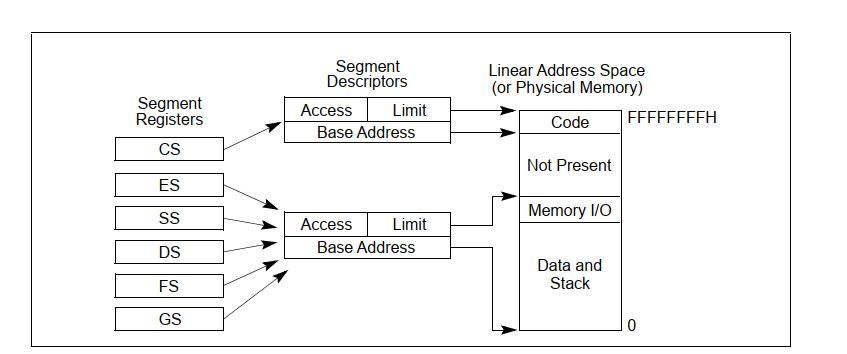 Segment
Registers
CS
ES
SS
DS
FS
GS
Segment
Descriptors
Access
Limit
Base Address
Access
Limit
Base Address
Linear Address Space
(or Physical Memory)
Code
FFFFFFFFH
Not Present
Memory I/O
Data and
Stack
0